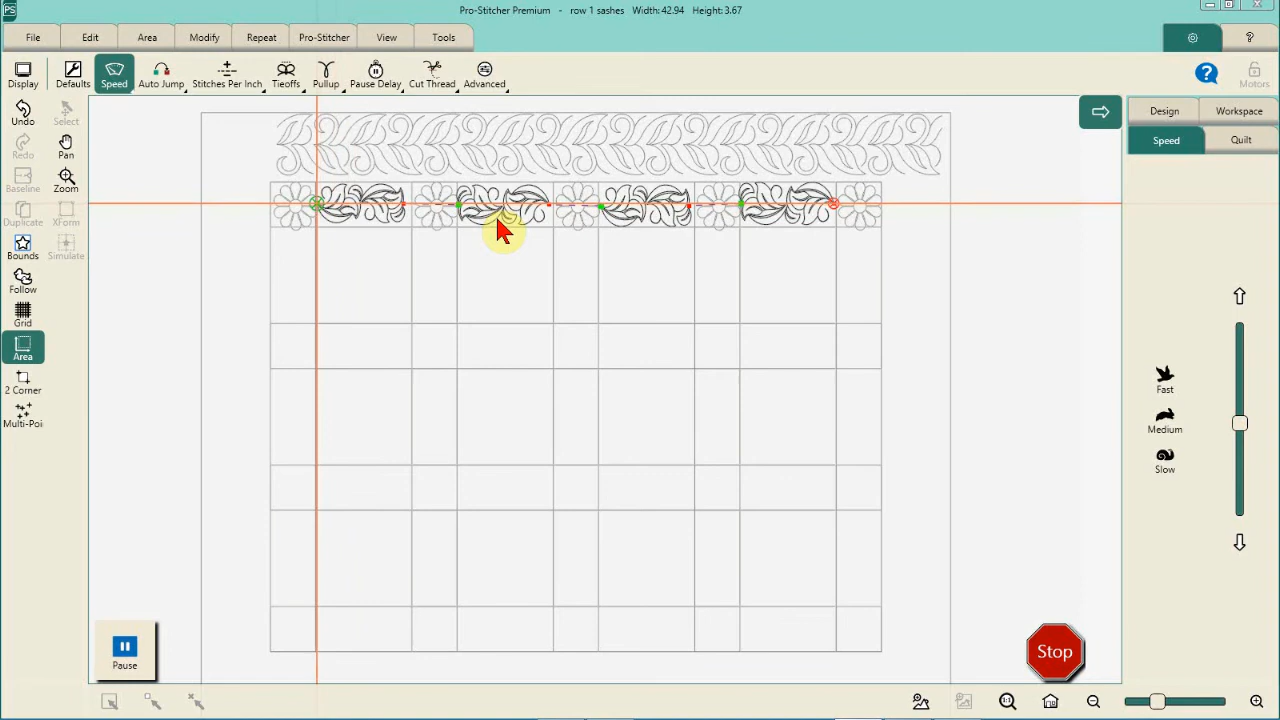 PS
Pro-Stitcher Premium - row 1 sashes Width:42.94 Height:3.67
File Edit Area Modify Repeat Pro-Stitcher View Tools ?
Display Defaults Speed Auto Jump Stitches Per Inch Tieoffs Pullup Pause Delay Cut Thread Advanced ? Motors
Undo Select
Redo Pan
Baseline Zoom
Duplicate XForm
Bounds Simulate
Follow
Grid
Area
2 Corner
Multi-Poi
Design Workspace
Speed Quilt
Fast
Medium
Slow
Pause
Stop
1:1